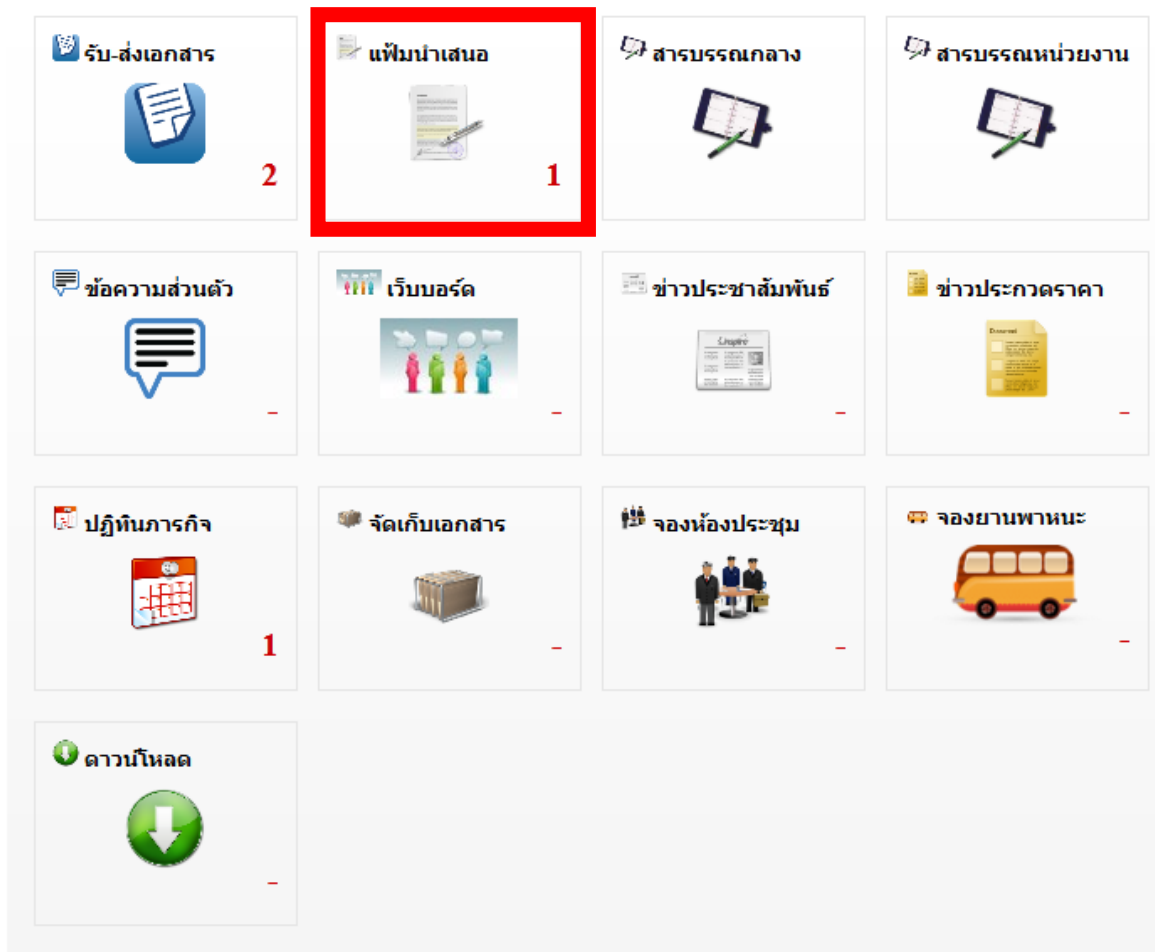 รับ-ส่งเอกสาร
2
แฟ้มนำเสนอ
1
สารบรรณกลาง
สารบรรณหน่วยงาน
ข้อความส่วนตัว
-
เว็บบอร์ด
-
ข่าวประชาสัมพันธ์
-
ข่าวประกวดราคา
Document
-
ปฏิทินภารกิจ
1
จัดเก็บเอกสาร
-
จองห้องประชุม
-
จองยานพาหนะ
-
ดาวน์โหลด
-